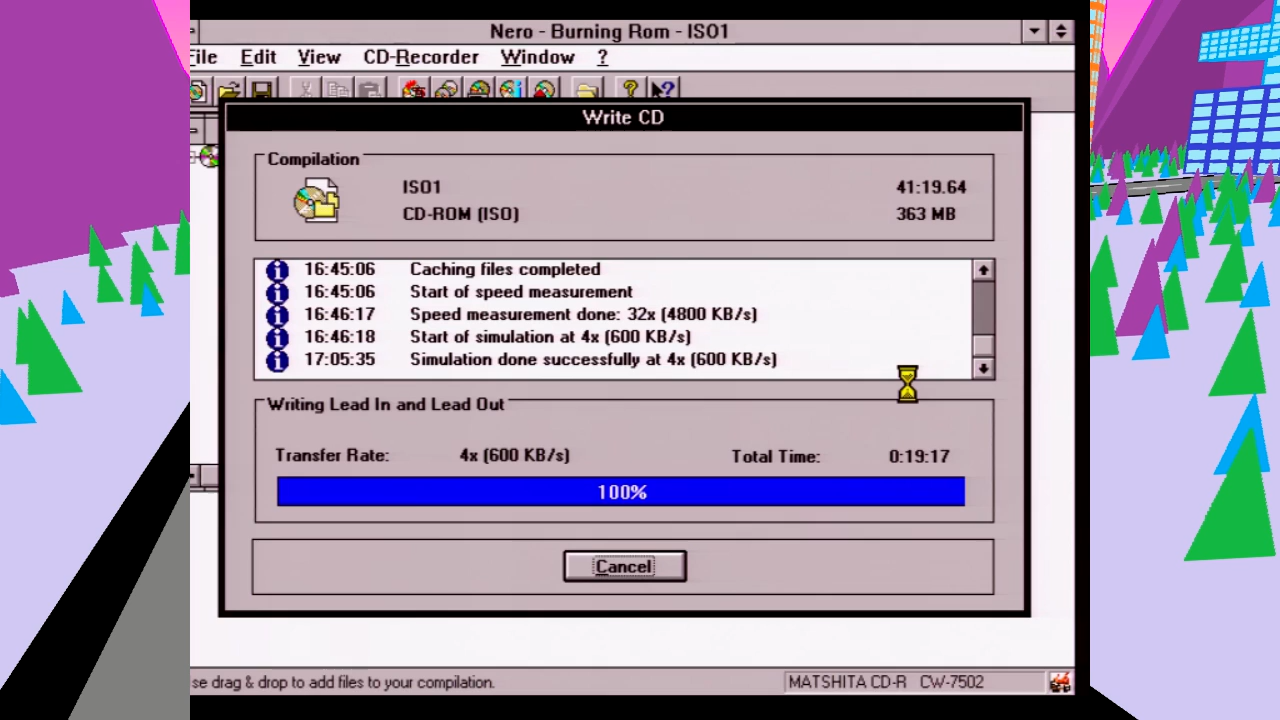 Nero - Burning Rom - ISO1
File Edit View CD-Recorder Window ?
Write CD
Compilation
ISO1 41:19.64
CD-ROM (ISO) 363 MB
16:45:06 Caching files completed
16:45:06 Start of speed measurement
16:46:17 Speed measurement done: 32x (4800 KB/s)
16:46:18 Start of simulation at 4x (600 KB/s)
17:05:35 Simulation done successfully at 4x (600 KB/s)
Writing Lead In and Lead Out
Transfer Rate: 4x (600 KB/s) Total Time: 0:19:17
100%
Cancel
se drag & drop to add files to your compilation. MATSHITA CD-R CW-7502